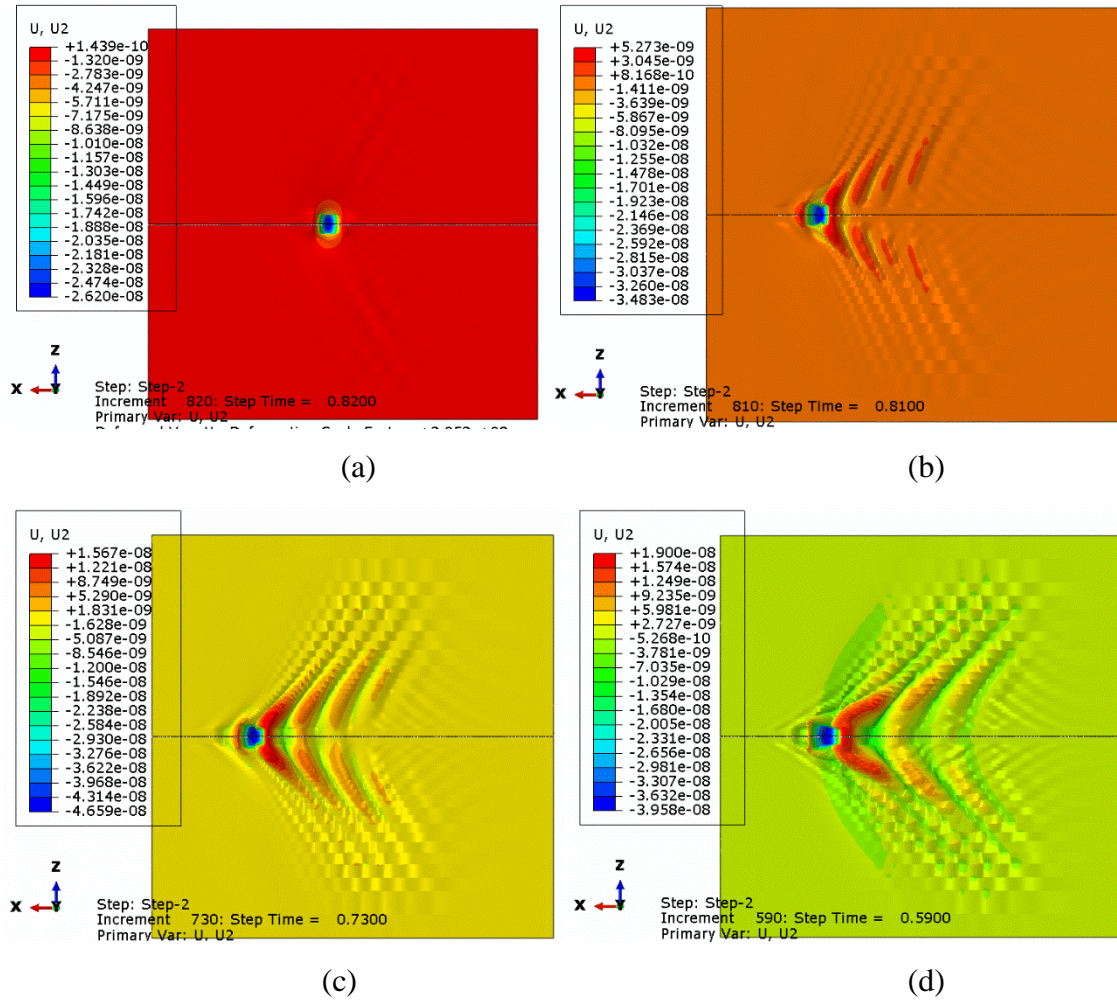 U, U2
+1.439e-10
-1.320e-09
-2.783e-09
-4.247e-09
-5.711e-09
-7.175e-09
-8.638e-09
-1.010e-08
-1.157e-08
-1.303e-08
-1.449e-08
-1.596e-08
-1.742e-08
-1.888e-08
-2.035e-08
-2.181e-08
-2.328e-08
-2.474e-08
-2.620e-08
Z
X
Y
Step: Step-2
Increment 820: Step Time = 0.8200
Primary Var: U, U2
(a)
U, U2
+5.273e-09
+3.045e-09
+8.168e-10
-1.411e-09
-3.639e-09
-5.867e-09
-8.095e-09
-1.032e-08
-1.255e-08
-1.478e-08
-1.701e-08
-1.923e-08
-2.146e-08
-2.369e-08
-2.592e-08
-2.815e-08
-3.037e-08
-3.260e-08
-3.483e-08
Z
X
Y
Step: Step-2
Increment 810: Step Time = 0.8100
Primary Var: U, U2
(b)
U, U2
+1.567e-08
+1.221e-08
+8.749e-09
+5.290e-09
+1.831e-09
-1.628e-09
-5.087e-09
-8.546e-09
-1.200e-08
-1.546e-08
-1.892e-08
-2.238e-08
-2.584e-08
-2.930e-08
-3.276e-08
-3.622e-08
-3.968e-08
-4.314e-08
-4.659e-08
Z
X
Y
Step: Step-2
Increment 730: Step Time = 0.7300
Primary Var: U, U2
(c)
U, U2
+1.900e-08
+1.574e-08
+1.249e-08
+9.235e-09
+5.981e-09
+2.727e-09
-5.268e-10
-3.781e-09
-7.035e-09
-1.029e-08
-1.354e-08
-1.680e-08
-2.005e-08
-2.331e-08
-2.656e-08
-2.981e-08
-3.307e-08
-3.632e-08
-3.958e-08
Z
X
Y
Step: Step-2
Increment 590: Step Time = 0.5900
Primary Var: U, U2
(d)